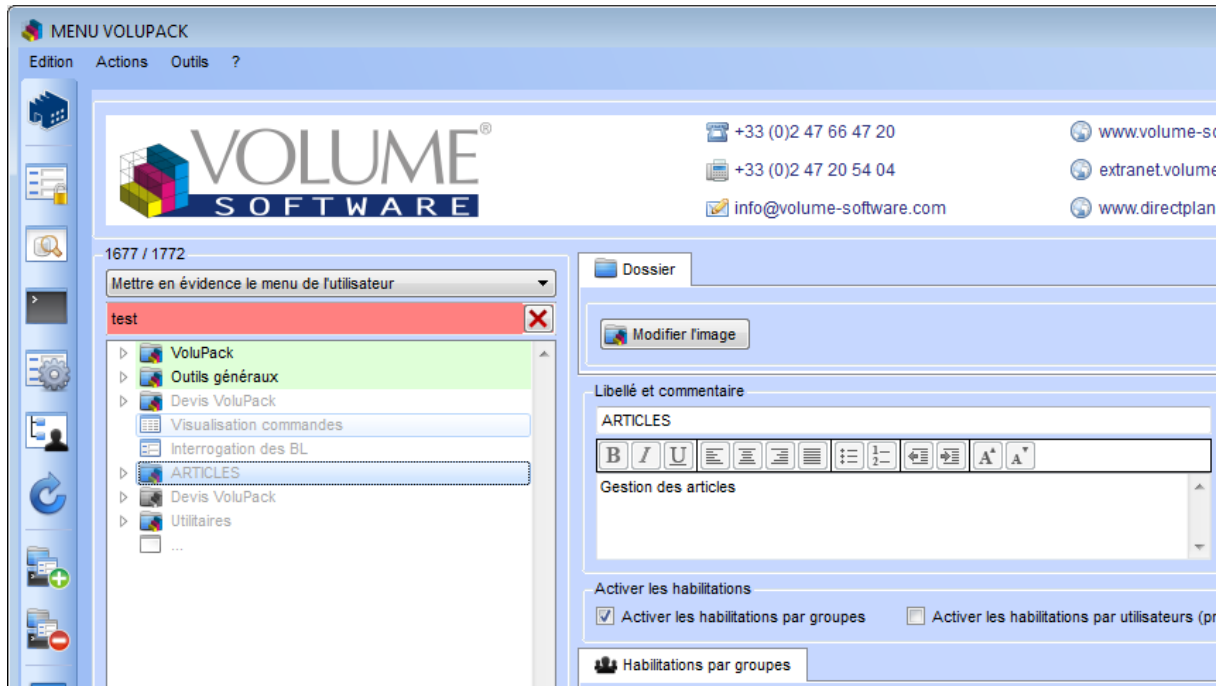 MENU VOLUPACK
Edition Actions Outils ?
VOLUME®
SOFTWARE
+33 (0)2 47 66 47 20
+33 (0)2 47 20 54 04
info@volume-software.com
www.volume-so
extranet.volume
www.directplan
1677 / 1772
Mettre en évidence le menu de l'utilisateur
test
VoluPack
Outils généraux
Devis VoluPack
Visualisation commandes
Interrogation des BL
ARTICLES
Devis VoluPack
Utilitaires
...
Dossier
Modifier l'image
Libellé et commentaire
ARTICLES
B I U A A
Gestion des articles
Activer les habilitations
Activer les habilitations par groupes Activer les habilitations par utilisateurs (pr
Habilitations par groupes